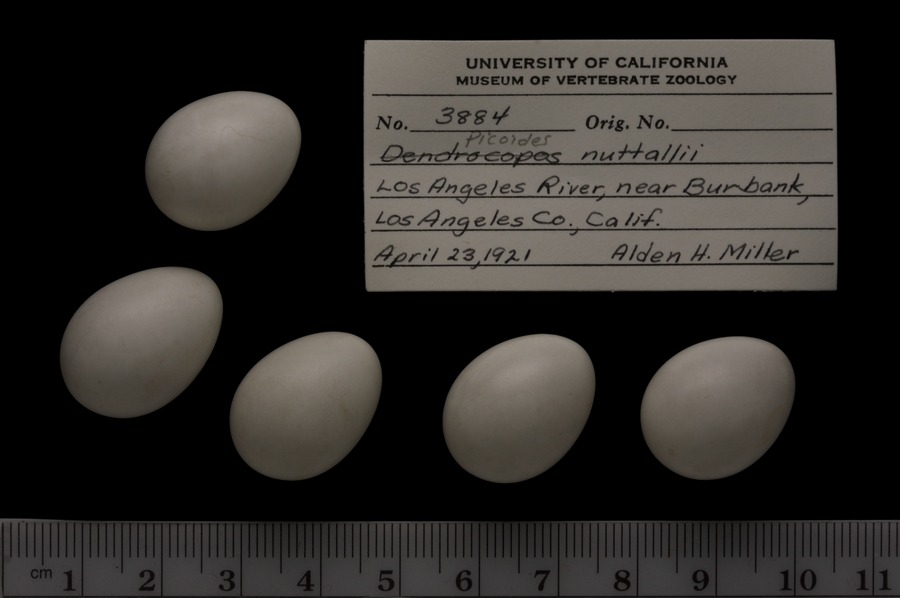 UNIVERSITY OF CALIFORNIA
MUSEUM OF VERTEBRATE ZOOLOGY
No. 3884 Orig. No.
Picoides
Dendrocopos nuttallii
Los Angeles River, near Burbank,
Los Angeles Co., Calif.
April 23, 1921 Alden H. Miller
cm 1 2 3 4 5 6 7 8 9 10 11